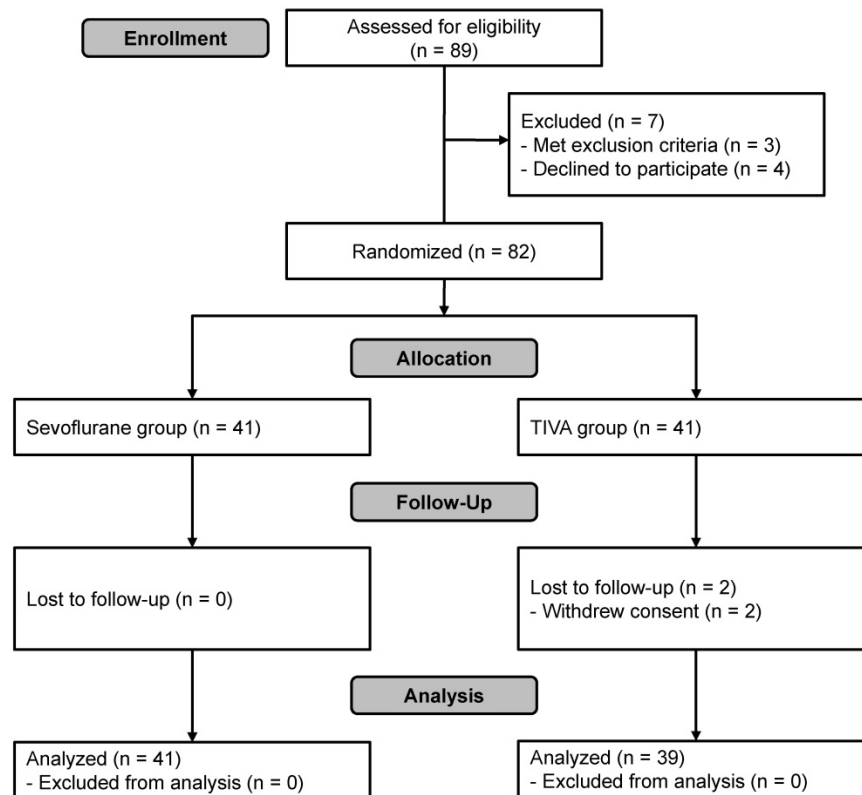 Enrollment
Assessed for eligibility
(n = 89)
Excluded (n = 7)
- Met exclusion criteria (n = 3)
- Declined to participate (n = 4)
Randomized (n = 82)
Allocation
Sevoflurane group (n = 41)
TIVA group (n = 41)
Follow-Up
Lost to follow-up (n = 0)
Lost to follow-up (n = 2)
- Withdrew consent (n = 2)
Analysis
Analyzed (n = 41)
- Excluded from analysis (n = 0)
Analyzed (n = 39)
- Excluded from analysis (n = 0)